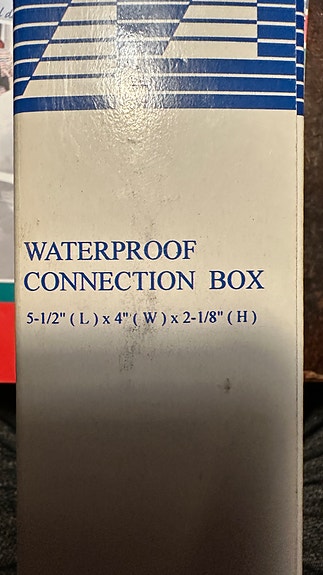 WATERPROOF
CONNECTION BOX
5-1/2" ( L ) x 4" ( W ) x 2-1/8" ( H )